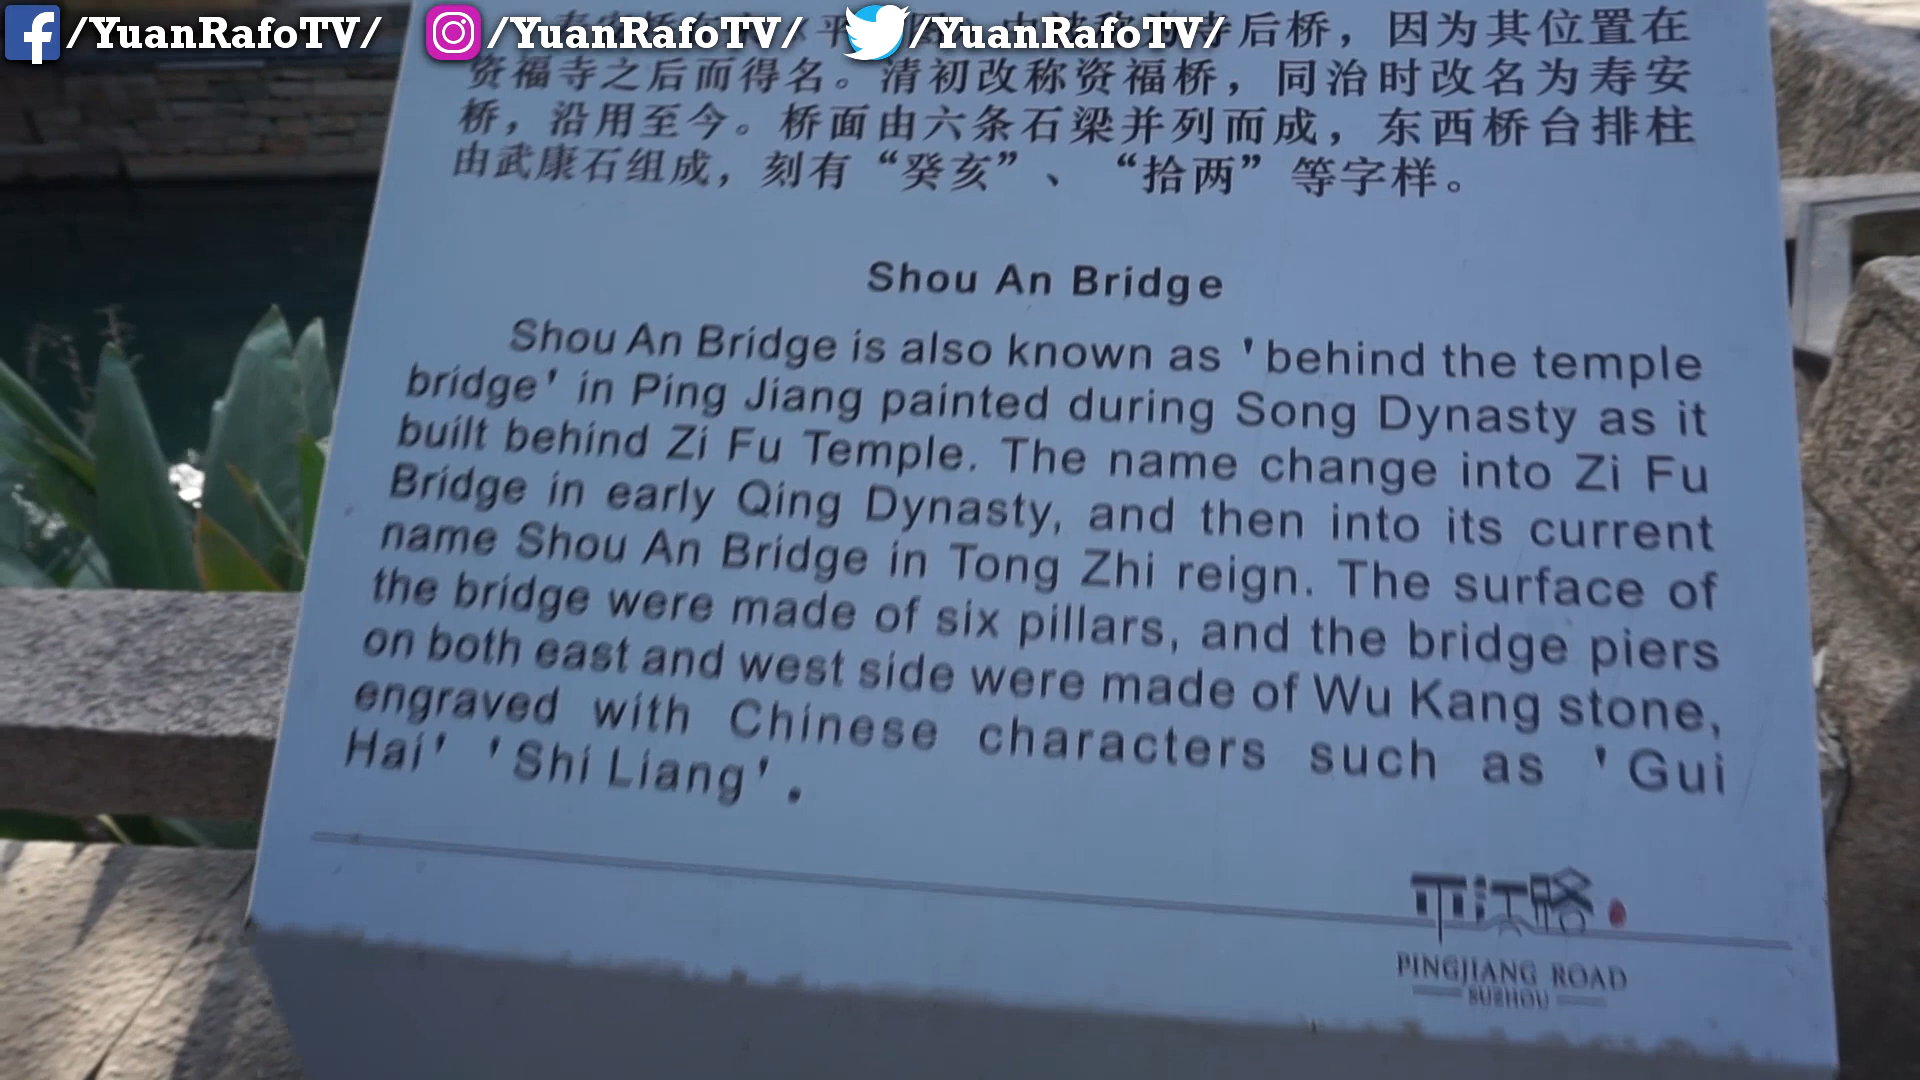 /YuanRafoTV/ /YuanRafoTV/ /YuanRafoTV/
后桥，因为其位置在
资福寺之后而得名。清初改称资福桥，同治时改名为寿安
桥，沿用至今。桥面由六条石梁并列而成，东西桥台排柱
由武康石组成，刻有“癸亥”、“拾两”等字样。
Shou An Bridge
Shou An Bridge is also known as 'behind the temple
bridge' in Ping Jiang painted during Song Dynasty as it
built behind Zi Fu Temple. The name change into Zi Fu
Bridge in early Qing Dynasty, and then into its current
name Shou An Bridge in Tong Zhi reign. The surface of
the bridge were made of six pillars, and the bridge piers
on both east and west side were made of Wu Kang stone,
engraved with Chinese characters such as 'Gui
Hai' 'Shi Liang'.
平江路
PINGJIANG ROAD
SUZHOU